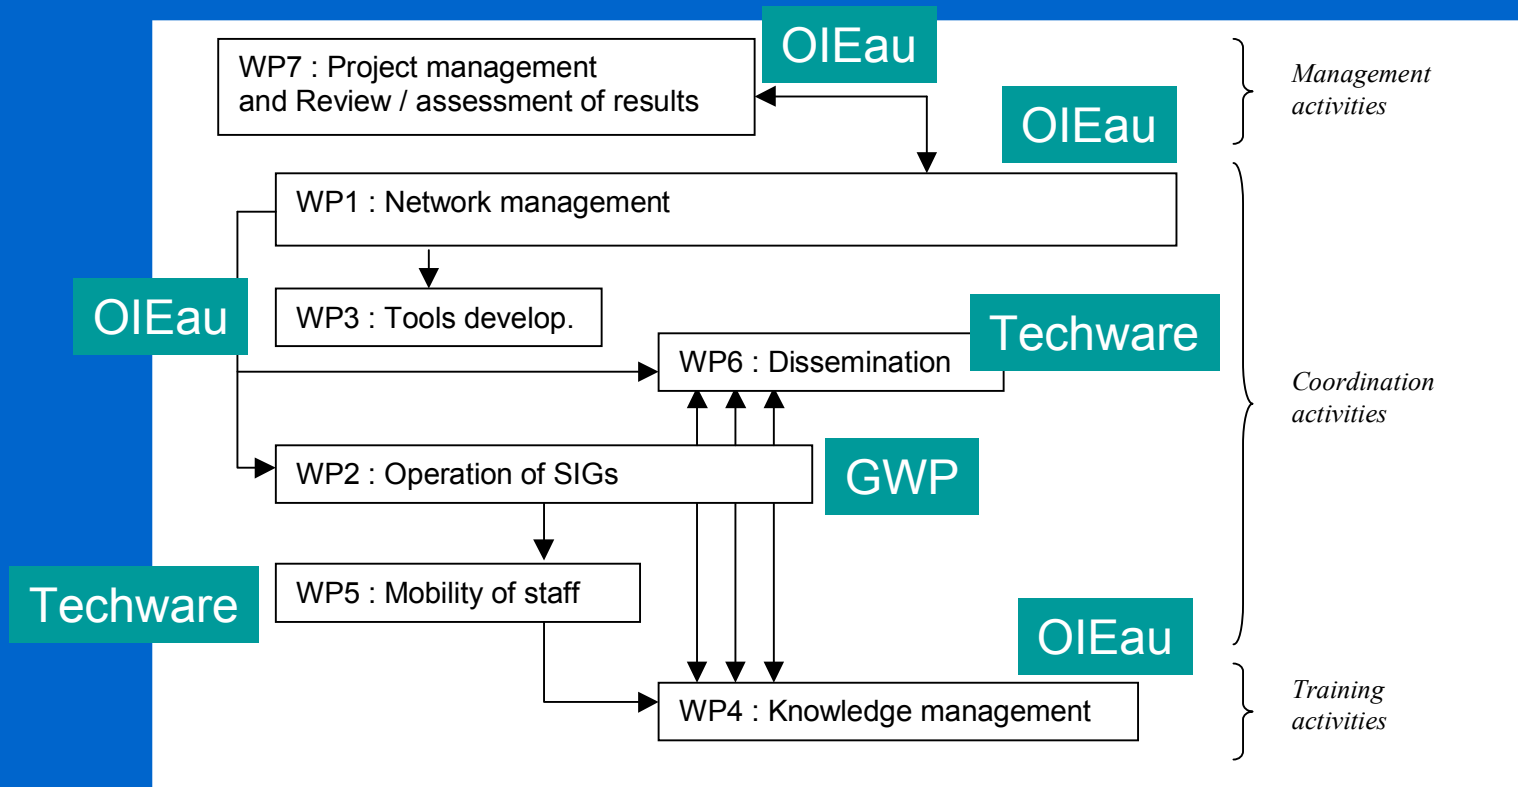 OIEau
WP7 : Project management
and Review / assessment of results
Management
activities
OIEau
WP1 : Network management
OIEau
WP3 : Tools develop.
Techware
WP6 : Dissemination
Coordination
activities
WP2 : Operation of SIGs
GWP
Techware
WP5 : Mobility of staff
OIEau
WP4 : Knowledge management
Training
activities